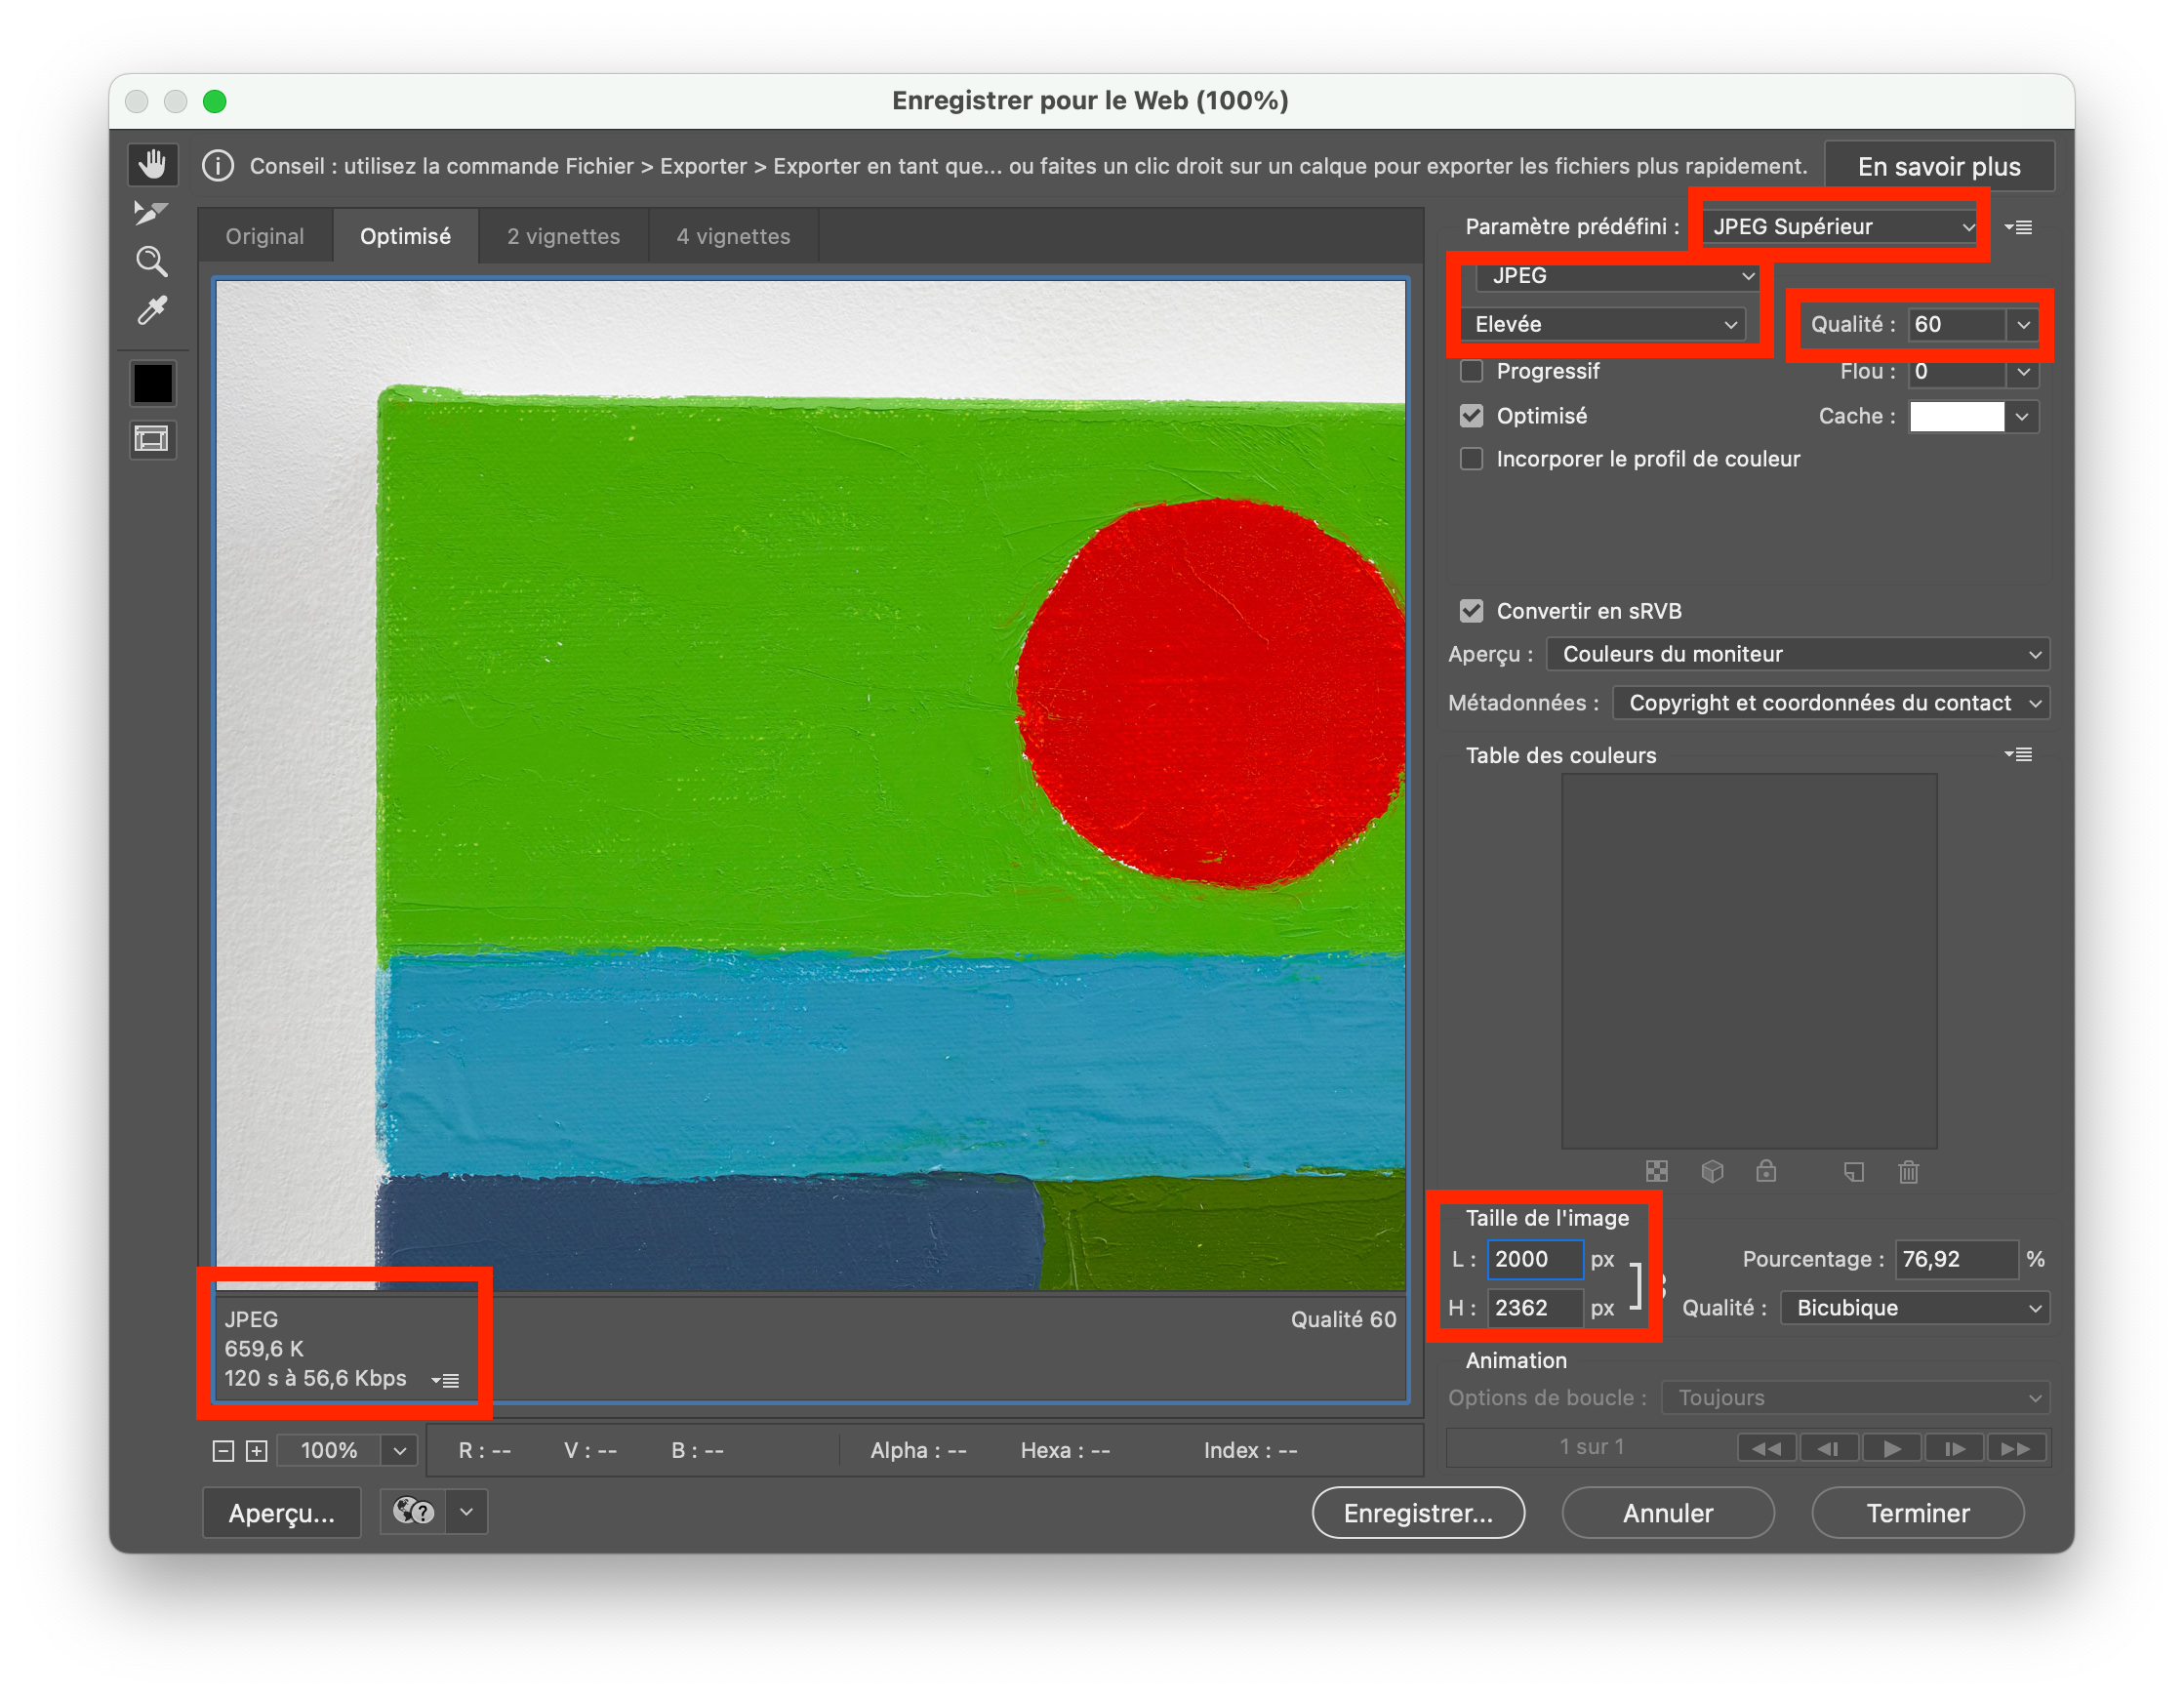 Enregistrer pour le Web (100%)
Conseil : utilisez la commande Fichier > Exporter > Exporter en tant que... ou faites un clic droit sur un calque pour exporter les fichiers plus rapidement.
En savoir plus
Original
Optimisé
2 vignettes
4 vignettes
Paramètre prédéfini : JPEG Supérieur
JPEG
Elevée
Qualité : 60
Progressif
Flou : 0
Optimisé
Cache :
Incorporer le profil de couleur
Convertir en sRVB
Aperçu : Couleurs du moniteur
Métadonnées : Copyright et coordonnées du contact
Table des couleurs
Taille de l'image
L : 2000 px
Pourcentage : 76,92 %
H : 2362 px
Qualité : Bicubique
Animation
Options de boucle : Toujours
1 sur 1
JPEG
659,6 K
120 s à 56,6 Kbps
Qualité 60
100%
R : --
V : --
B : --
Alpha : --
Hexa : --
Index : --
Aperçu...
?
Enregistrer...
Annuler
Terminer